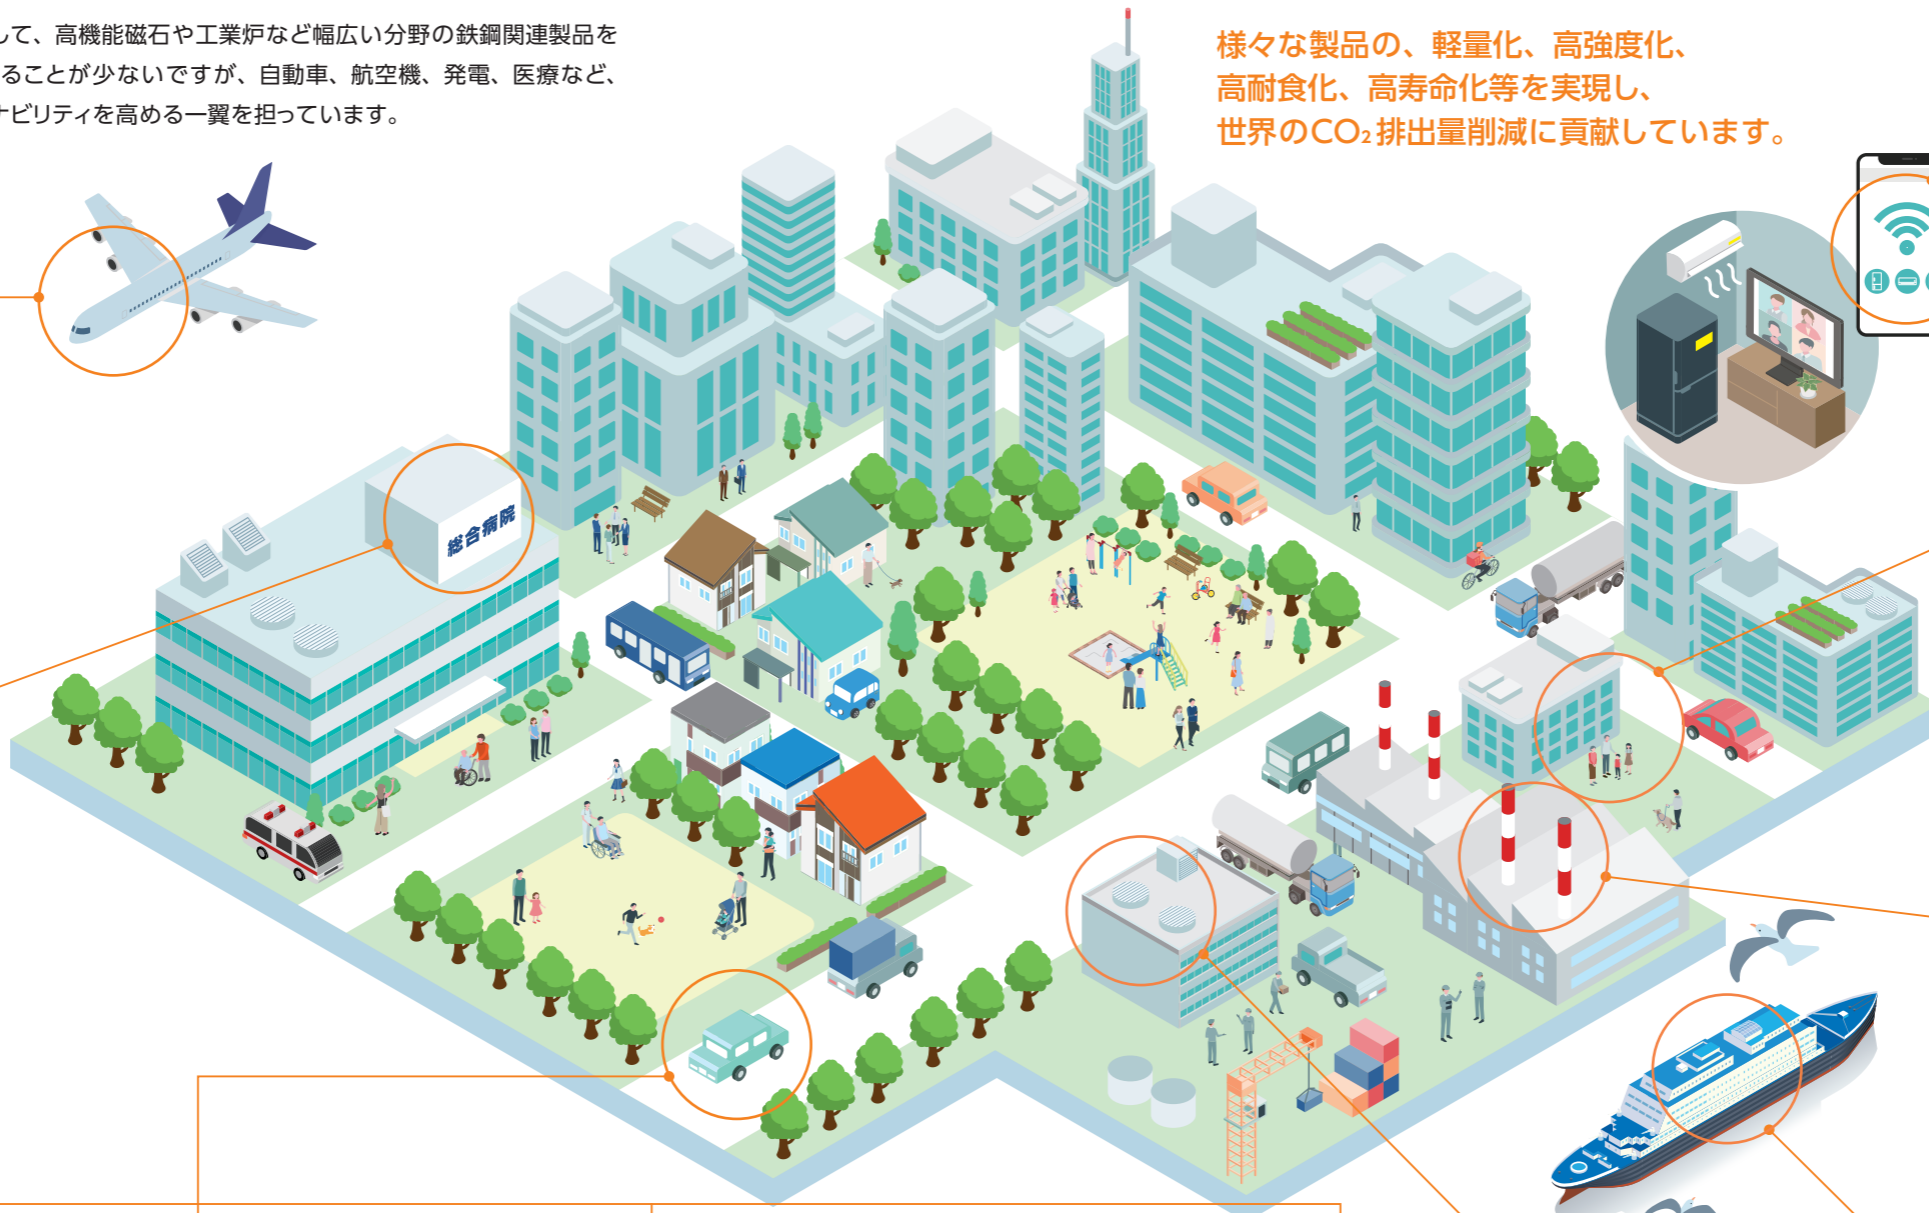 して、高機能磁石や工業炉など幅広い分野の鉄鋼関連製品を
ることが少ないですが、自動車、航空機、発電、医療など、
ナビリティを高める一翼を担っています。
様々な製品の、軽量化、高強度化、
高耐食化、高寿命化等を実現し、
世界のCO₂排出量削減に貢献しています。
総合病院